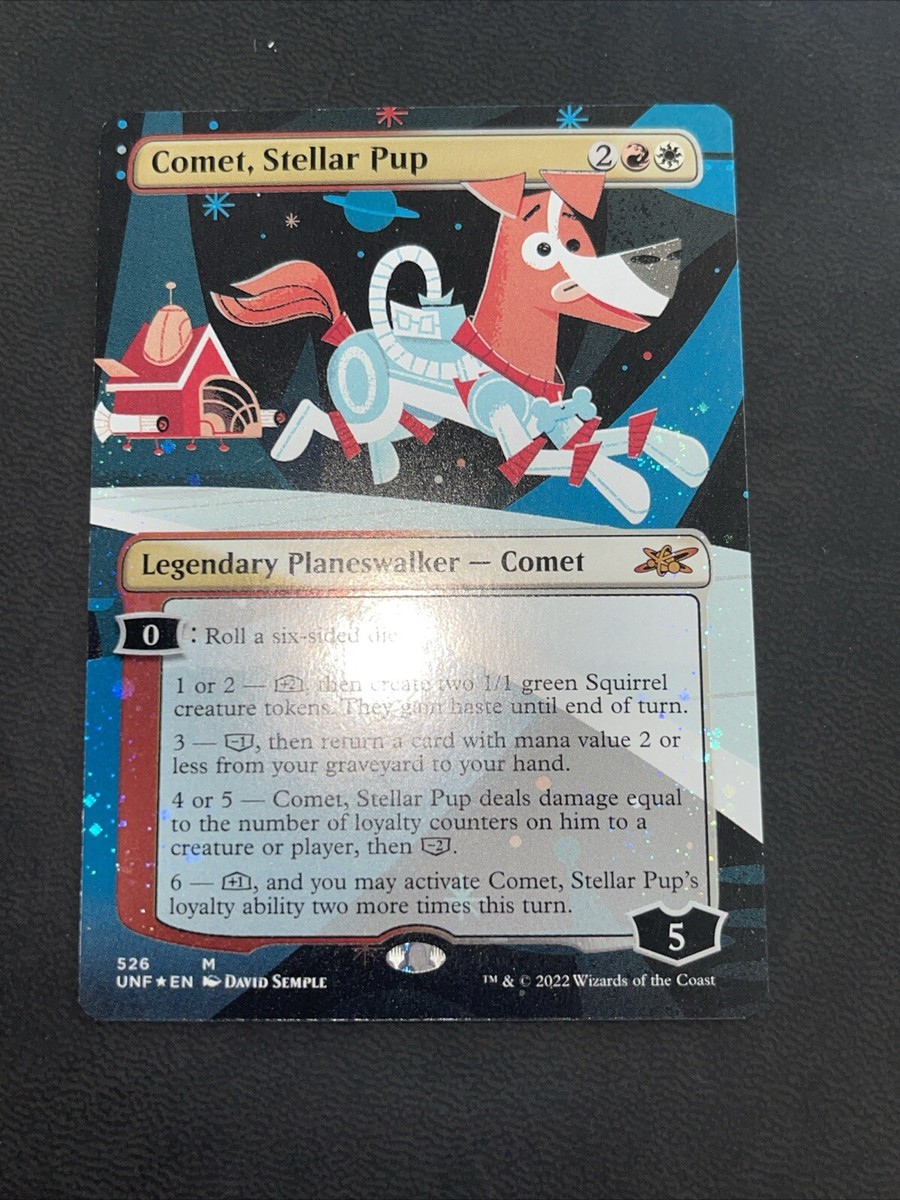 Comet, Stellar Pup 2
Legendary Planeswalker — Comet
0 : Roll a six-sided die
1 or 2 — +2, then create two 1/1 green Squirrel
creature tokens. They gain haste until end of turn.
3 — -1, then return a card with mana value 2 or
less from your graveyard to your hand.
4 or 5 — Comet, Stellar Pup deals damage equal
to the number of loyalty counters on him to a
creature or player, then -2.
6 — +1, and you may activate Comet, Stellar Pup's
loyalty ability two more times this turn.
5
526 M
UNF★EN DAVID SEMPLE
™ & © 2022 Wizards of the Coast